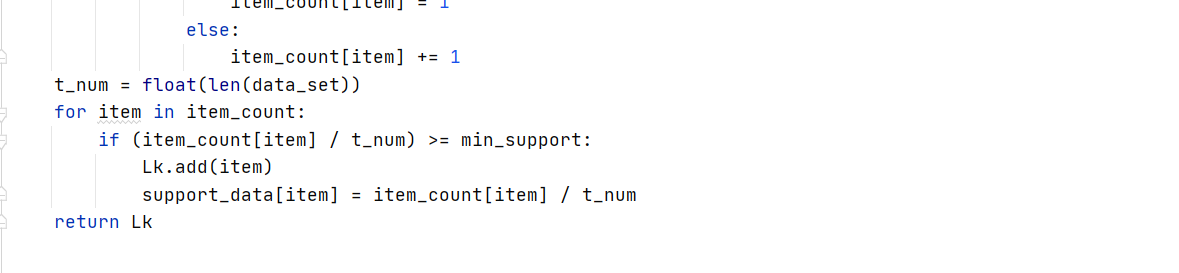 item_count[item] = 1
else:
item_count[item] += 1
t_num = float(len(data_set))
for item in item_count:
if (item_count[item] / t_num) >= min_support:
Lk.add(item)
support_data[item] = item_count[item] / t_num
return Lk